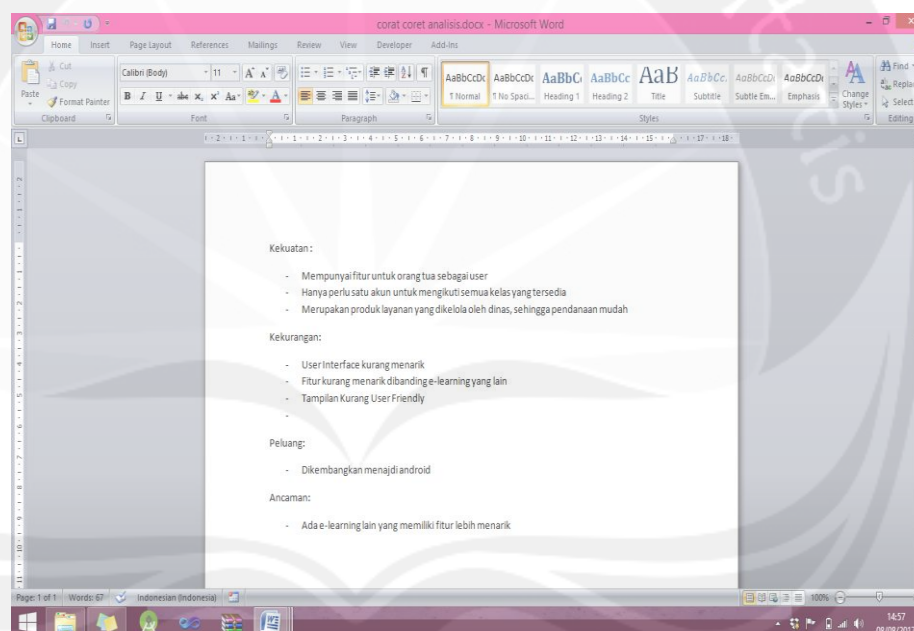 corat coret analisis.docx - Microsoft Word
Home Insert Page Layout References Mailings Review View Developer Add-Ins
Cut
Copy
Paste
Format Painter
Clipboard
Calibri (Body) 11
Font
Paragraph
AaBbCcDc AaBbCcDc AaBbC AaBbCc AaB AaBbCc. AaBbCcDc AaBbCcDc
¶ Normal ¶ No Spaci... Heading 1 Heading 2 Title Subtitle Subtle Em... Emphasis
Change Styles
Styles
Find
Repla
Select
Editing
Kekuatan :
- Mempunyai fitur untuk orang tua sebagai user
- Hanya perlu satu akun untuk mengikuti semua kelas yang tersedia
- Merupakan produk layanan yang dikelola oleh dinas, sehingga pendanaan mudah
Kekurangan:
- User Interface kurang menarik
- Fitur kurang menarik dibanding e-learning yang lain
- Tampilan Kurang User Friendly
-
Peluang:
- Dikembangkan menajdi android
Ancaman:
- Ada e-learning lain yang memiliki fitur lebih menarik
Page: 1 of 1 Words: 67 Indonesian (Indonesia) 100%
14:57